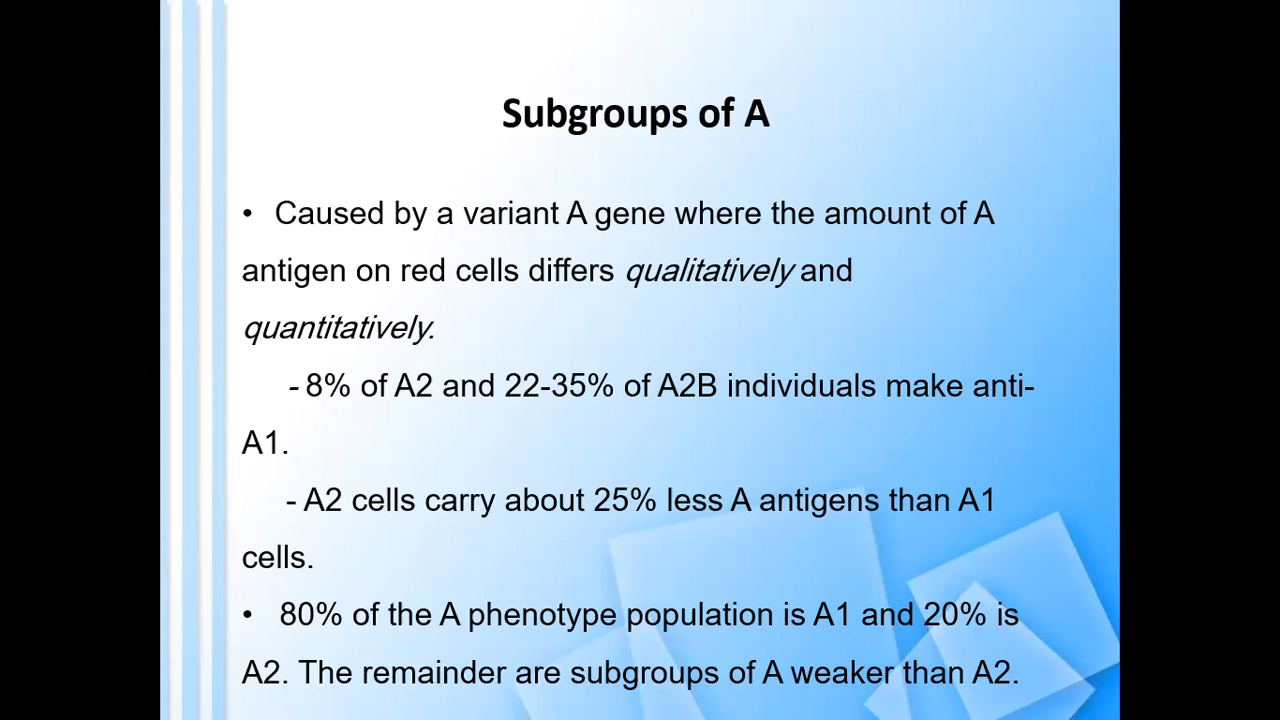 Subgroups of A
• Caused by a variant A gene where the amount of A
antigen on red cells differs qualitatively and
quantitatively.
- 8% of A2 and 22-35% of A2B individuals make anti-
A1.
- A2 cells carry about 25% less A antigens than A1
cells.
• 80% of the A phenotype population is A1 and 20% is
A2. The remainder are subgroups of A weaker than A2.